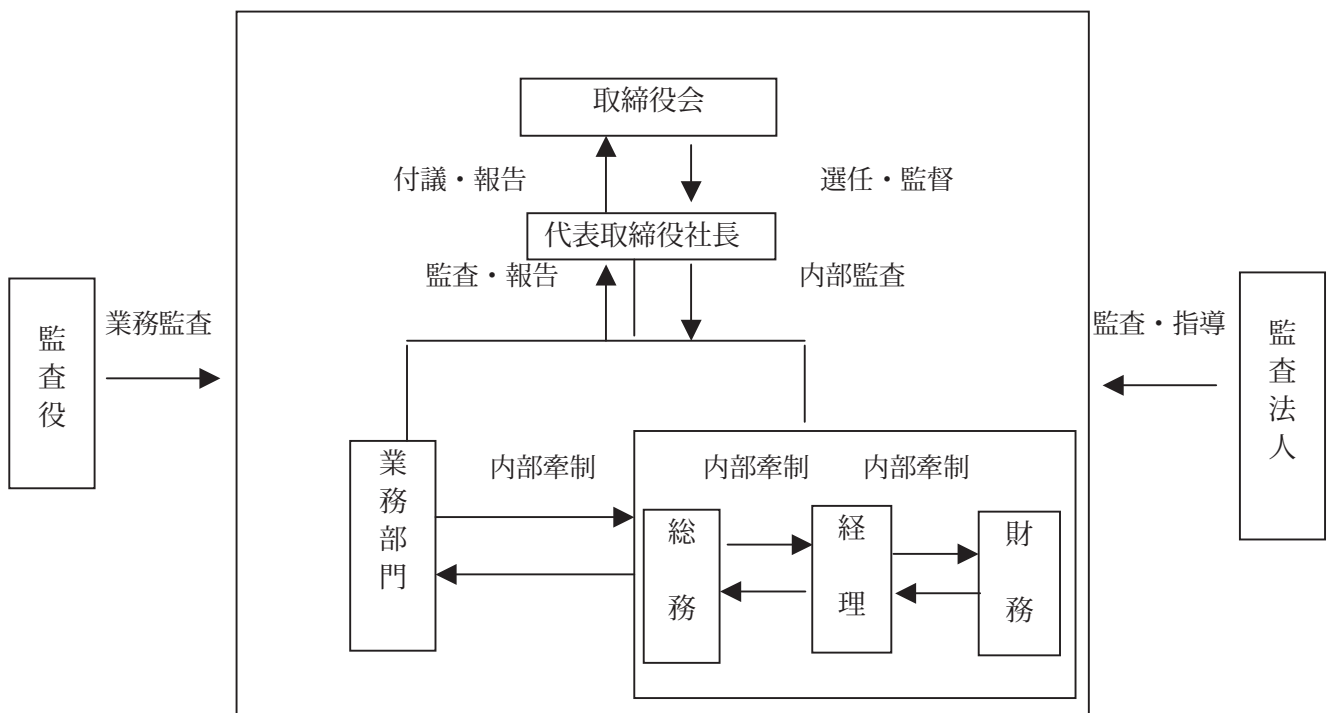 取締役会
付議・報告
選任・監督
代表取締役社長
監査・報告
内部監査
監査役
業務監査
監査・指導
監査法人
業務部門
内部牽制
内部牽制
内部牽制
総務
経理
財務